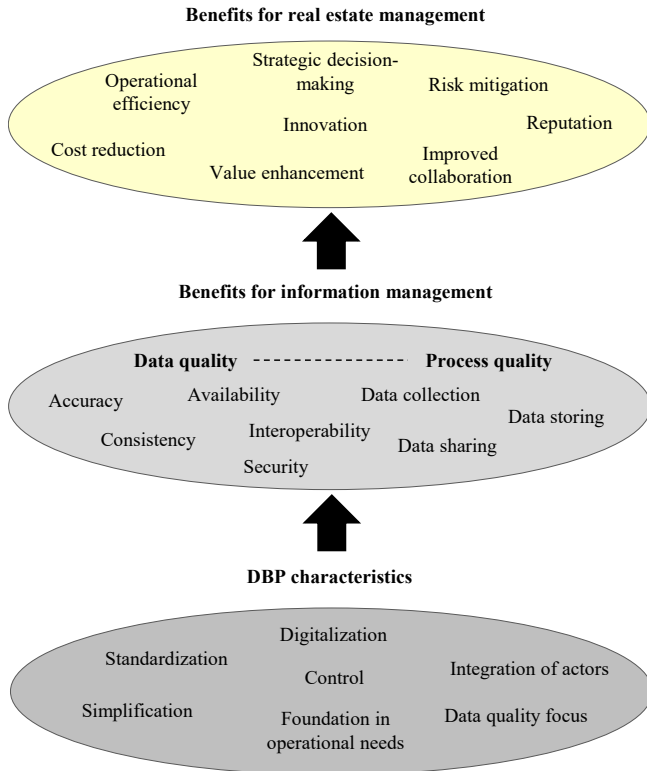 Benefits for real estate management
Strategic decision-
making
Operational
efficiency
Risk mitigation
Innovation
Reputation
Cost reduction
Value enhancement
Improved
collaboration
Benefits for information management
Data quality
Process quality
Accuracy
Availability
Data collection
Data storing
Consistency
Interoperability
Data sharing
Security
DBP characteristics
Digitalization
Standardization
Control
Integration of actors
Simplification
Foundation in
operational needs
Data quality focus